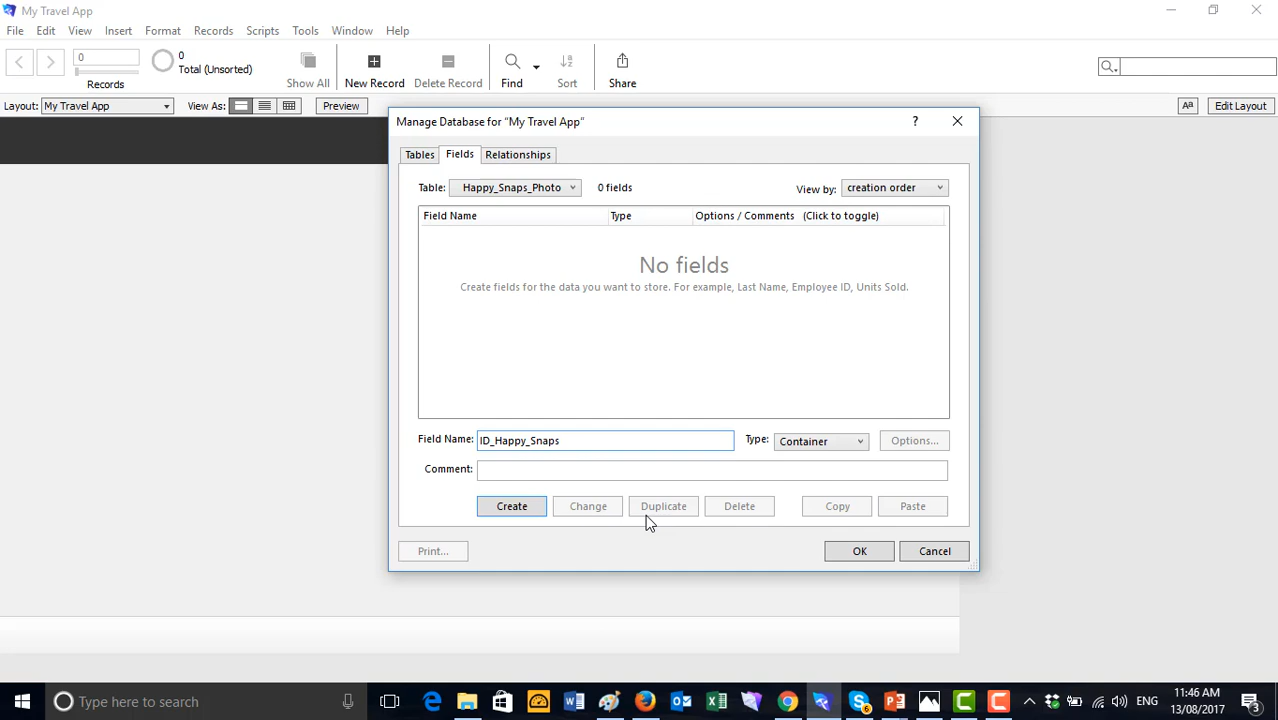 My Travel App
File Edit View Insert Format Records Scripts Tools Window Help
0
0
Total (Unsorted)
Records
Show All
New Record
Delete Record
Find
Sort
Share
Layout: My Travel App
View As:
Preview
Aa
Edit Layout
Manage Database for "My Travel App"
?
Tables Fields Relationships
Table: Happy_Snaps_Photo 0 fields View by: creation order
Field Name Type Options / Comments (Click to toggle)
No fields
Create fields for the data you want to store. For example, Last Name, Employee ID, Units Sold.
Field Name: ID_Happy_Snaps Type: Container Options...
Comment:
Create Change Duplicate Delete Copy Paste
Print... OK Cancel
Type here to search
ENG
11:46 AM
13/08/2017
3